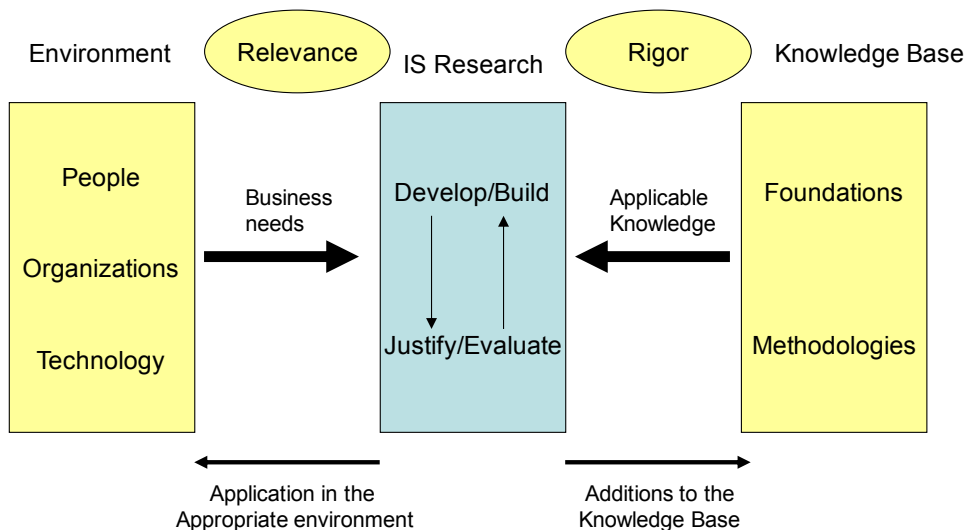 Environment
Relevance
IS Research
Rigor
Knowledge Base
People
Organizations
Technology
Business
needs
Develop/Build
Justify/Evaluate
Applicable
Knowledge
Foundations
Methodologies
Application in the
Appropriate environment
Additions to the
Knowledge Base